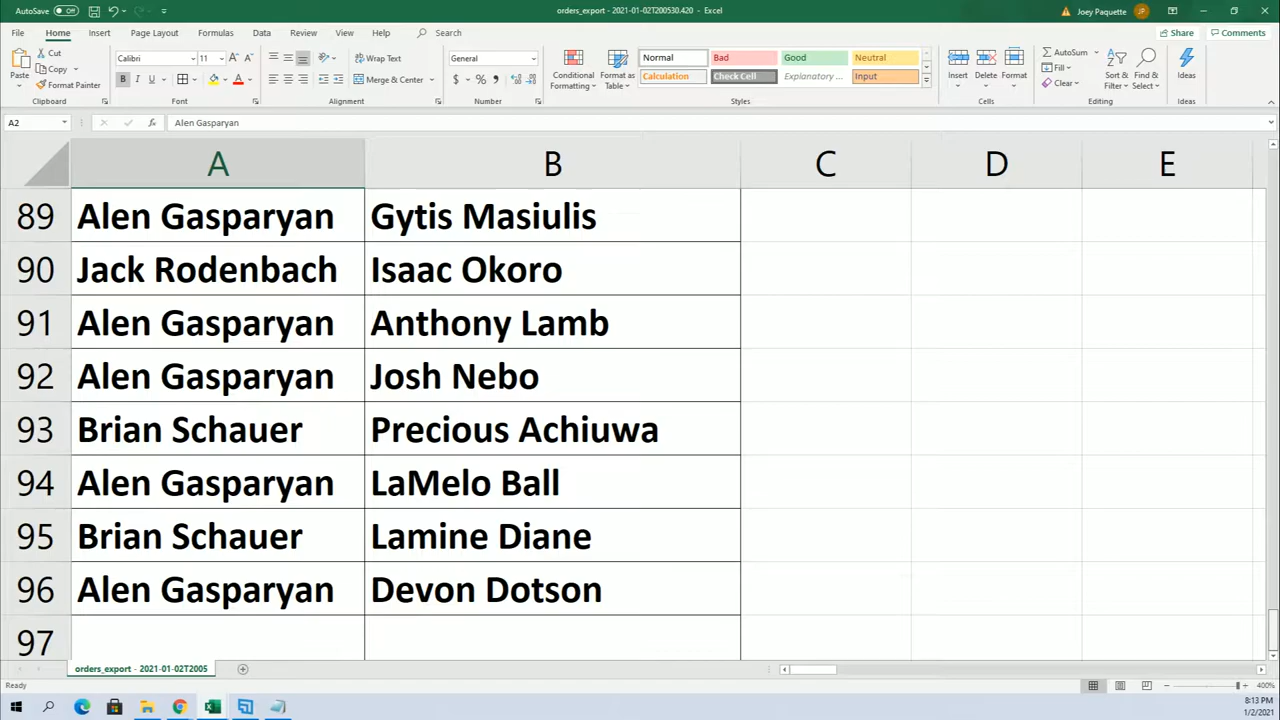 AutoSave Off orders_export - 2021-01-02T200530.420 - Excel Joey Paquette JP
File Home Insert Page Layout Formulas Data Review View Help Search Share Comments
Paste Cut Copy Format Painter Clipboard
Calibri 11 B I U Font
Wrap Text Merge & Center Alignment
General $ % Number
Conditional Formatting Format as Table
Normal Bad Good Neutral
Calculation Check Cell Explanatory ... Input
Styles
Insert Delete Format Cells
AutoSum Fill Clear Sort & Filter Find & Select Editing
Ideas Ideas
A2 fx Alen Gasparyan
A B C D E
89 Alen Gasparyan Gytis Masiulis
90 Jack Rodenbach Isaac Okoro
91 Alen Gasparyan Anthony Lamb
92 Alen Gasparyan Josh Nebo
93 Brian Schauer Precious Achiuwa
94 Alen Gasparyan LaMelo Ball
95 Brian Schauer Lamine Diane
96 Alen Gasparyan Devon Dotson
97
orders_export - 2021-01-02T2005
Ready 400%
8:13 PM
1/2/2021